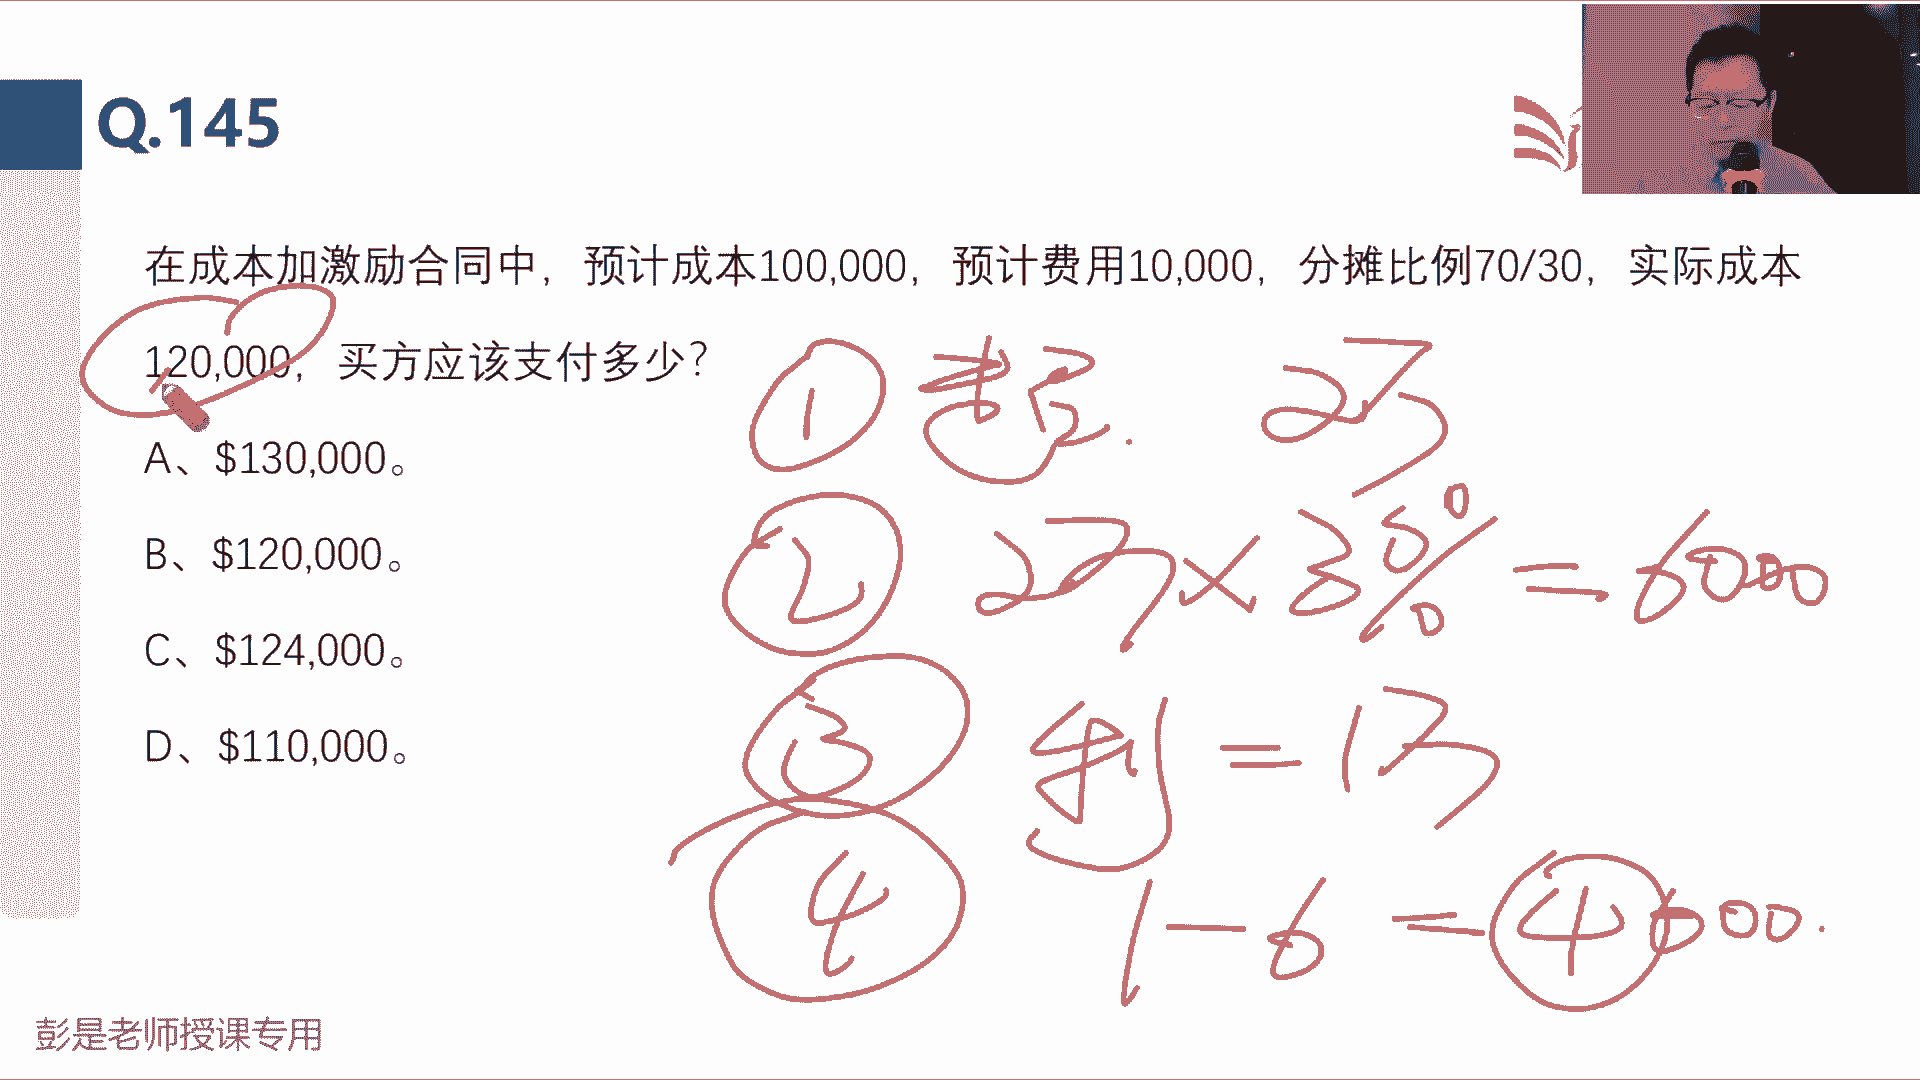 Q.145
在成本加激励合同中，预计成本100,000，预计费用10,000，分摊比例70/30，实际成本
120,000，买方应该支付多少？
A、$130,000。
B、$120,000。
C、$124,000。
D、$110,000。
① 超. 2万
② 2万×30%=6000
③ 利=1万
④ 1-6=4000.
彭是老师授课专用